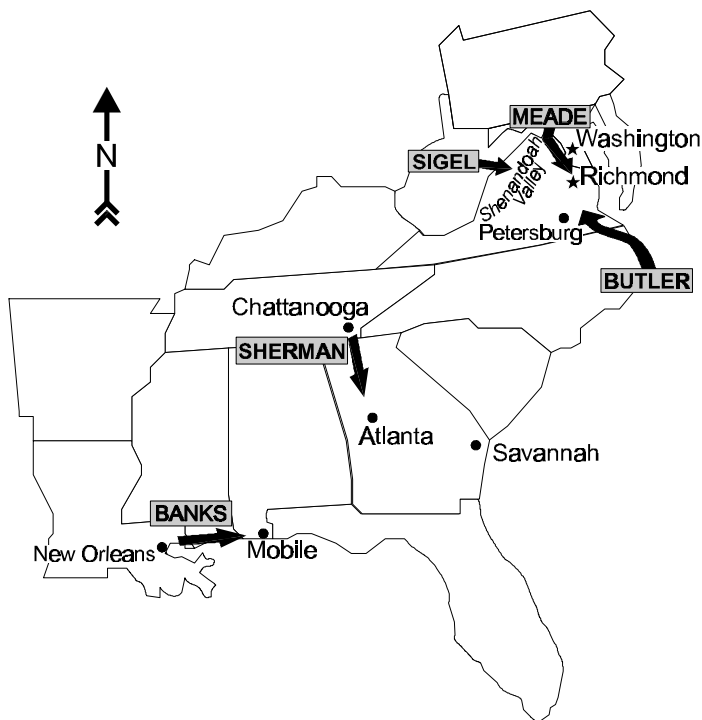 MEADE
Washington
N
SIGEL
Shenandoah
Valley
Richmond
Petersburg
BUTLER
Chattanooga
SHERMAN
Atlanta
Savannah
BANKS
New Orleans
Mobile